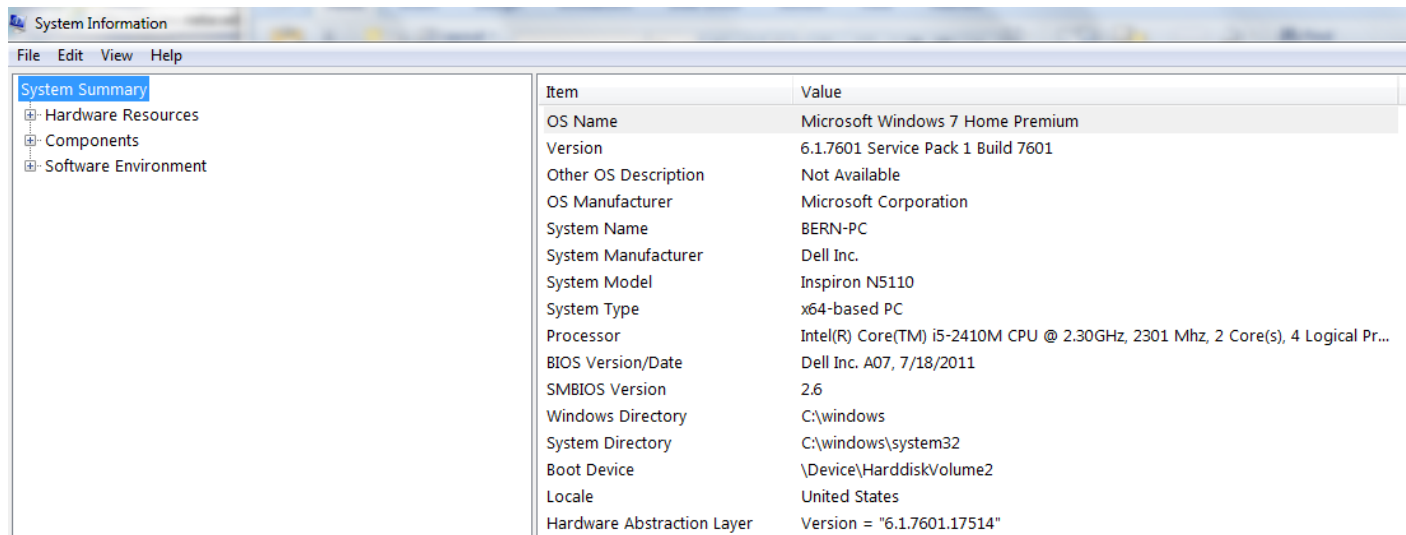 System Information
File Edit View Help
System Summary
Hardware Resources
Components
Software Environment
Item Value
OS Name Microsoft Windows 7 Home Premium
Version 6.1.7601 Service Pack 1 Build 7601
Other OS Description Not Available
OS Manufacturer Microsoft Corporation
System Name BERN-PC
System Manufacturer Dell Inc.
System Model Inspiron N5110
System Type x64-based PC
Processor Intel(R) Core(TM) i5-2410M CPU @ 2.30GHz, 2301 Mhz, 2 Core(s), 4 Logical Pr...
BIOS Version/Date Dell Inc. A07, 7/18/2011
SMBIOS Version 2.6
Windows Directory C:\windows
System Directory C:\windows\system32
Boot Device \Device\HarddiskVolume2
Locale United States
Hardware Abstraction Layer Version = "6.1.7601.17514"